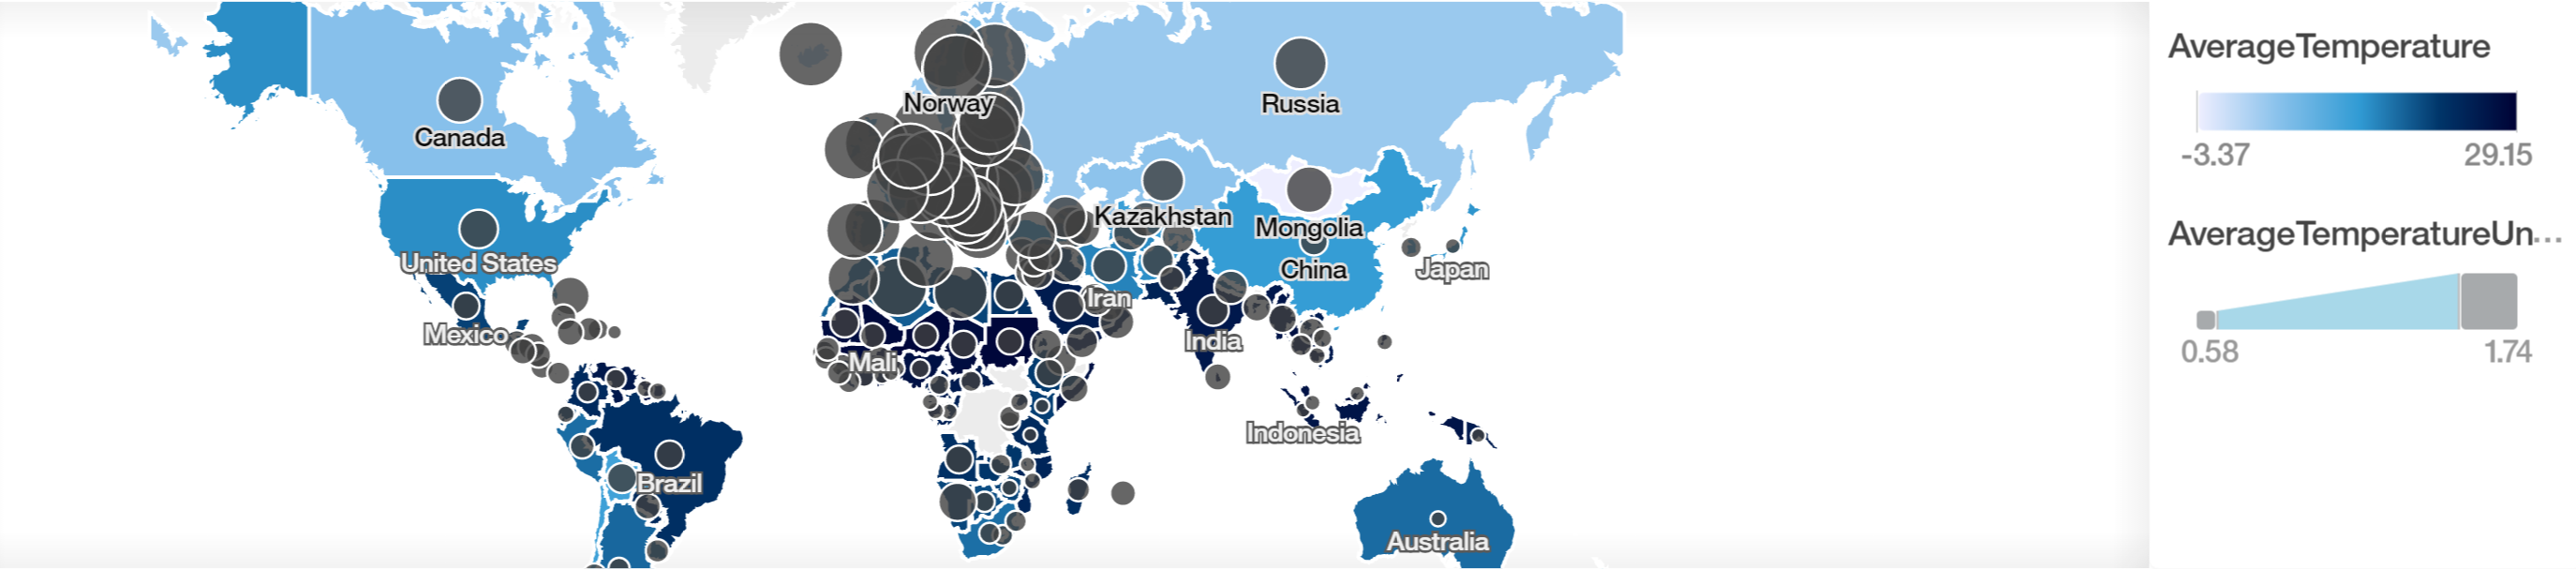 AverageTemperature
-3.37 29.15
AverageTemperatureUn...
0.58 1.74
Norway
Russia
Canada
Kazakhstan
Mongolia
United States
China
Japan
Iran
Mexico
India
Mali
Indonesia
Brazil
Australia